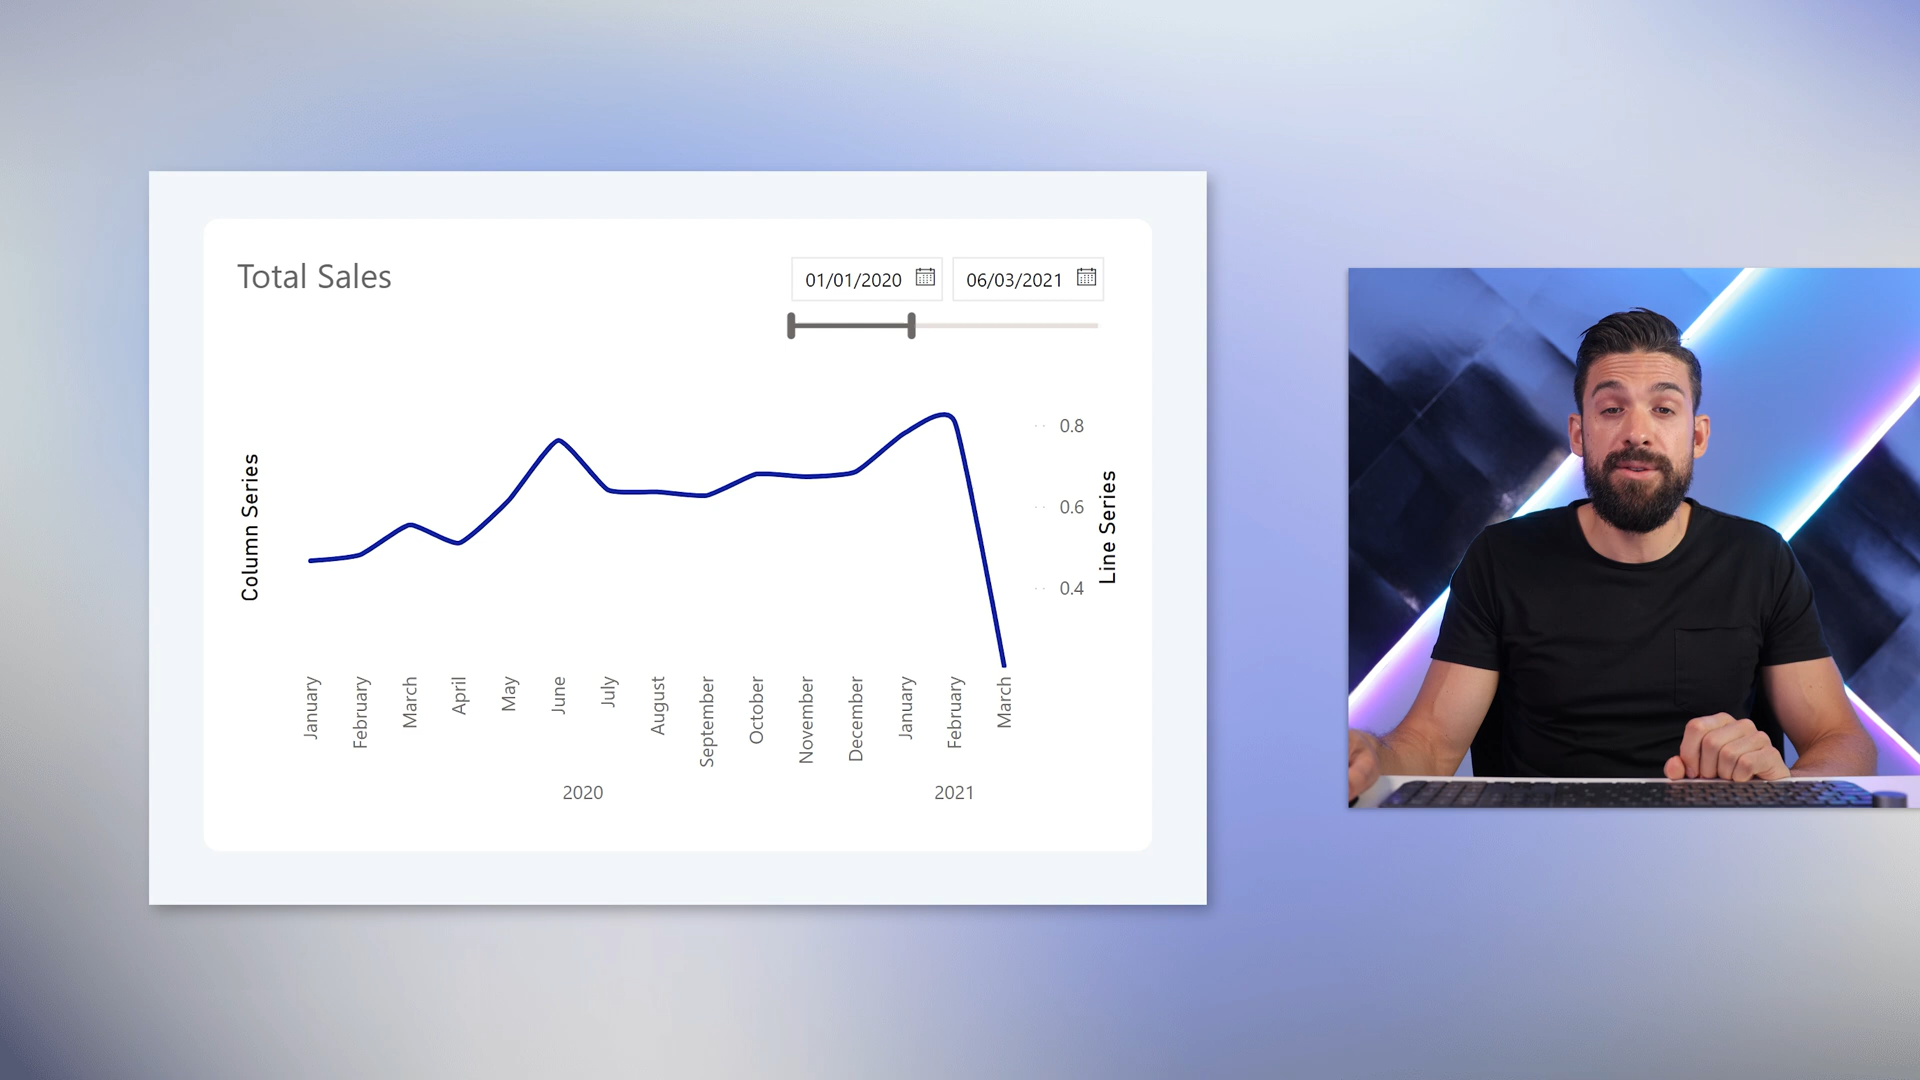 Total Sales
01/01/2020
06/03/2021
Column Series
0.8
0.6
0.4
Line Series
January
February
March
April
May
June
July
August
September
October
November
December
January
February
March
2020
2021